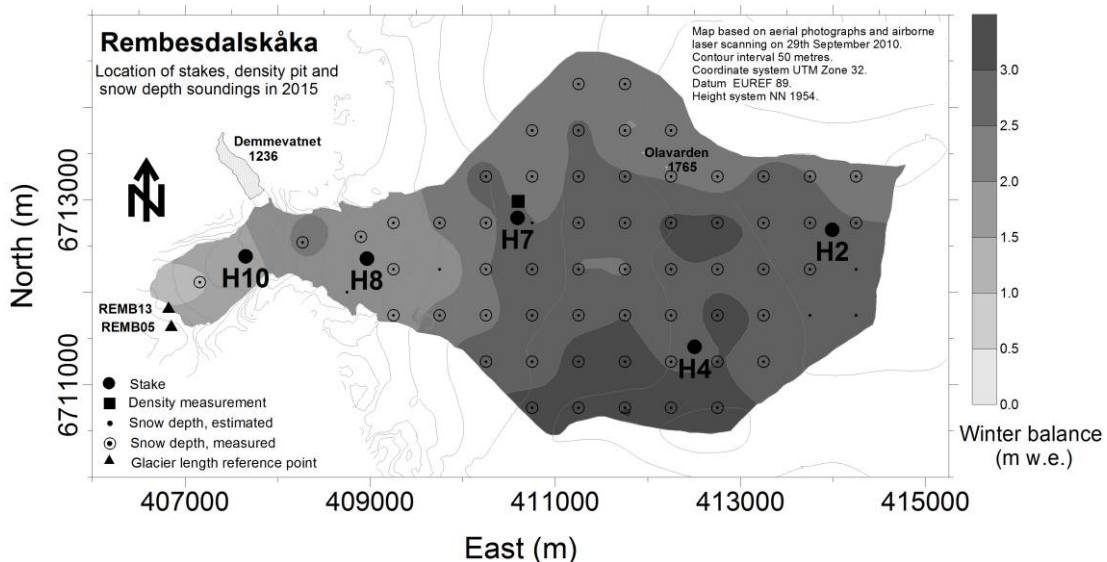 Rembesdalskåka
Location of stakes, density pit and
snow depth soundings in 2015
Map based on aerial photographs and airborne
laser scanning on 29th September 2010.
Contour interval 50 metres.
Coordinate system UTM Zone 32.
Datum EUREF 89.
Height system NN 1954.
Demmevatnet
1236
Olavarden
1765
N
H7
H2
H8
H10
H4
REMB13
REMB05
Stake
Density measurement
Snow depth, estimated
Snow depth, measured
Glacier length reference point
North (m)
6713000
6711000
407000
409000
411000
413000
415000
East (m)
3.0
2.5
2.0
1.5
1.0
0.5
0.0
Winter balance
(m w.e.)